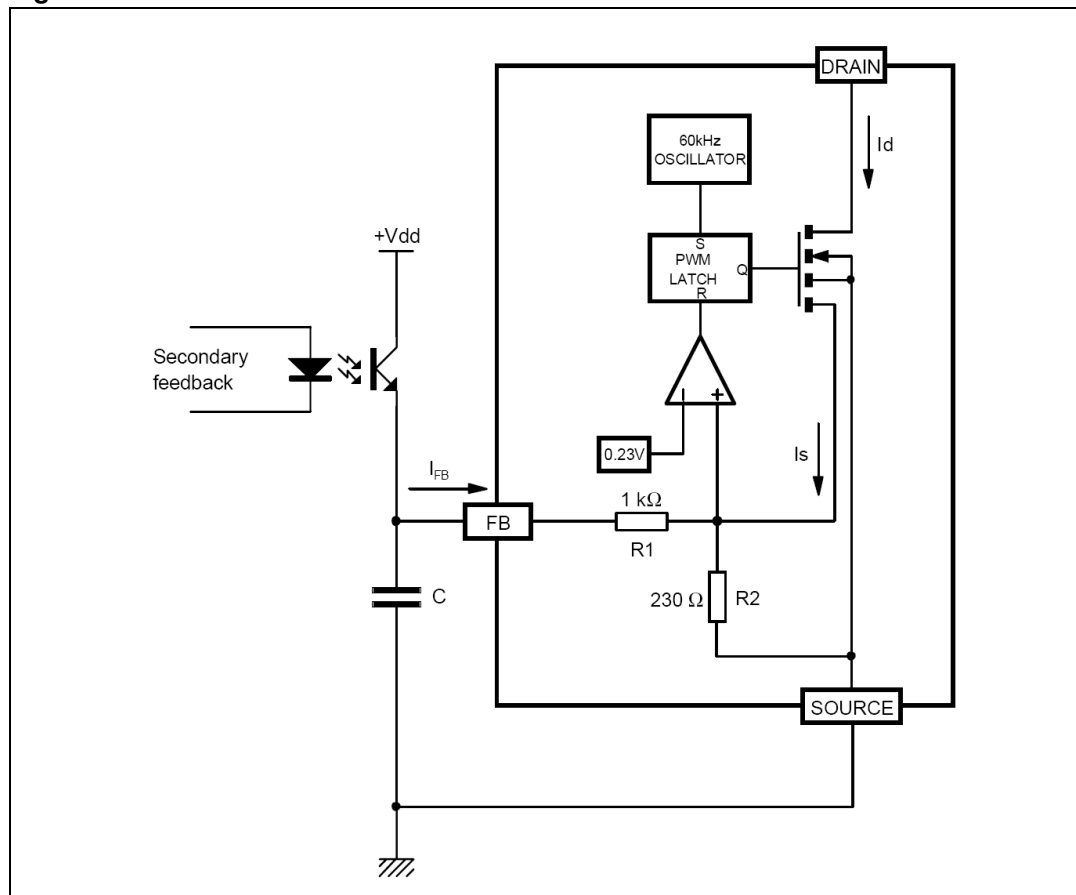 DRAIN
60kHz
OSCILLATOR
Id
+Vdd
S
PWM
LATCH
Q
R
Secondary
feedback
0.23V
- +
Is
I_FB
1 kΩ
FB
R1
C
230 Ω R2
SOURCE